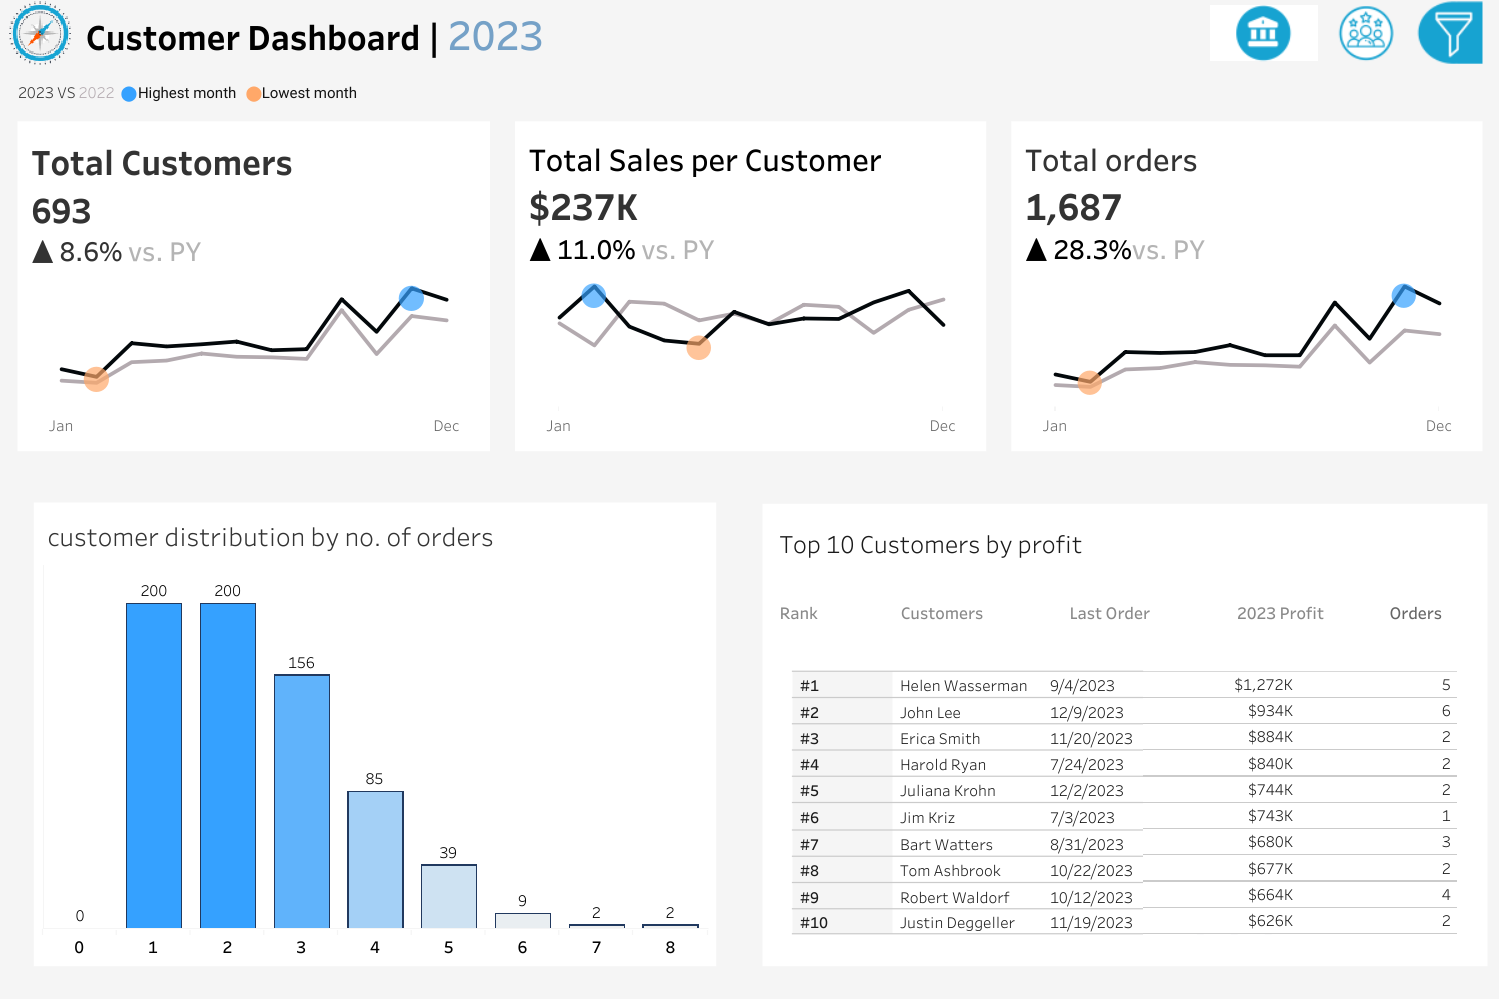 Customer Dashboard | 2023
2023 VS 2022 Highest month Lowest month
Total Customers
693
▲ 8.6% vs. PY
Jan Dec
Total Sales per Customer
$237K
▲ 11.0% vs. PY
Jan Dec
Total orders
1,687
▲ 28.3% vs. PY
Jan Dec
customer distribution by no. of orders
0 200 200 156 85 39 9 2 2
0 1 2 3 4 5 6 7 8
Top 10 Customers by profit
Rank Customers Last Order 2023 Profit Orders
#1 Helen Wasserman 9/4/2023 $1,272K 5
#2 John Lee 12/9/2023 $934K 6
#3 Erica Smith 11/20/2023 $884K 2
#4 Harold Ryan 7/24/2023 $840K 2
#5 Juliana Krohn 12/2/2023 $744K 2
#6 Jim Kriz 7/3/2023 $743K 1
#7 Bart Watters 8/31/2023 $680K 3
#8 Tom Ashbrook 10/22/2023 $677K 2
#9 Robert Waldorf 10/12/2023 $664K 4
#10 Justin Deggeller 11/19/2023 $626K 2